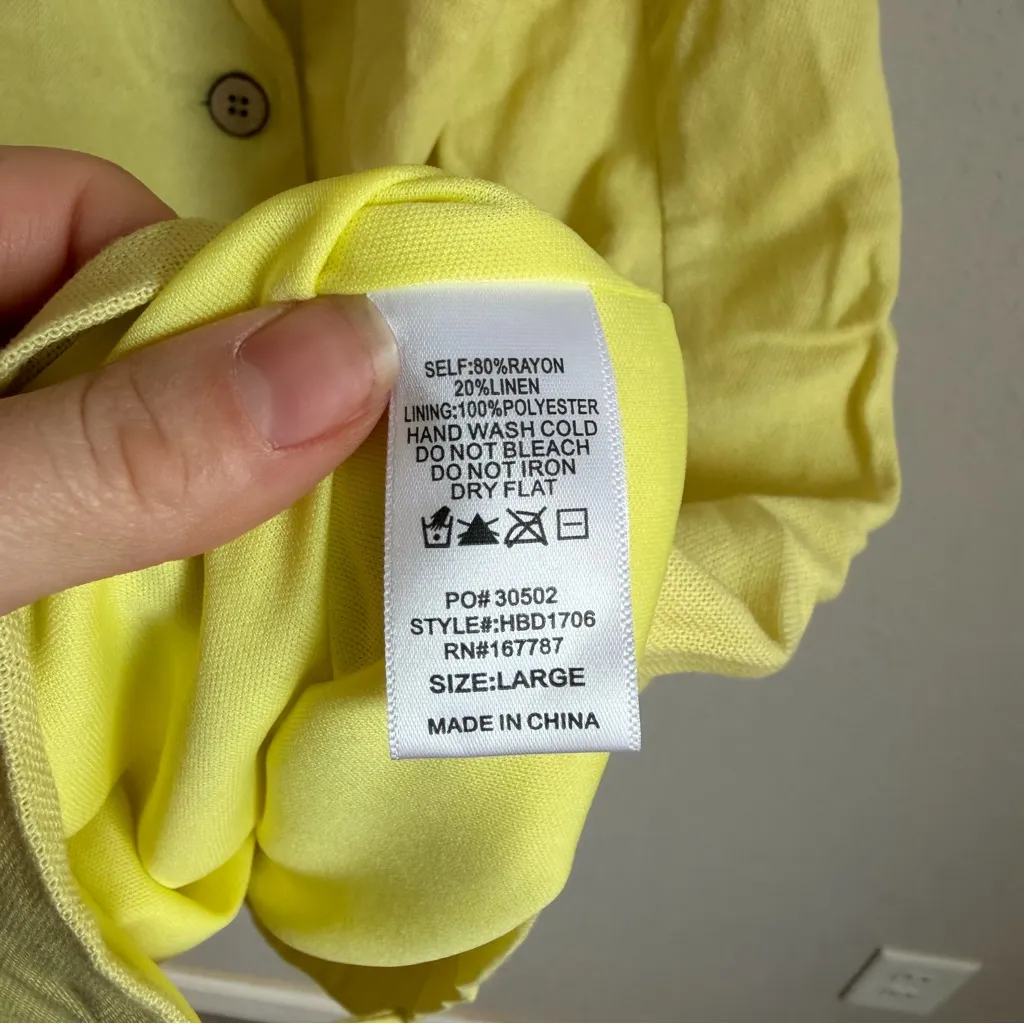 SELF:80%RAYON
20%LINEN
LINING:100%POLYESTER
HAND WASH COLD
DO NOT BLEACH
DO NOT IRON
DRY FLAT
PO# 30502
STYLE#:HBD1706
RN#167787
SIZE:LARGE
MADE IN CHINA